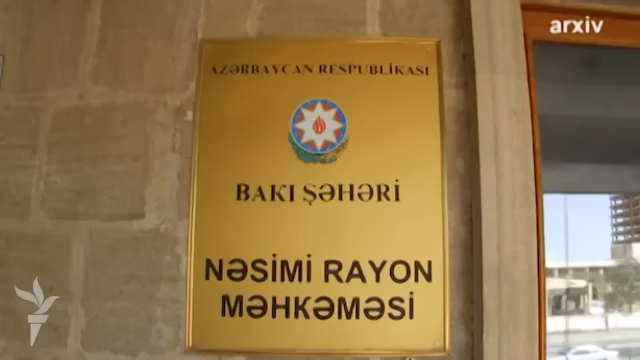 arxiv
AZƏRBAYCAN RESPUBLİKASI
BAKI ŞƏHƏRİ
NƏSİMİ RAYON
MƏHKƏMƏSİ